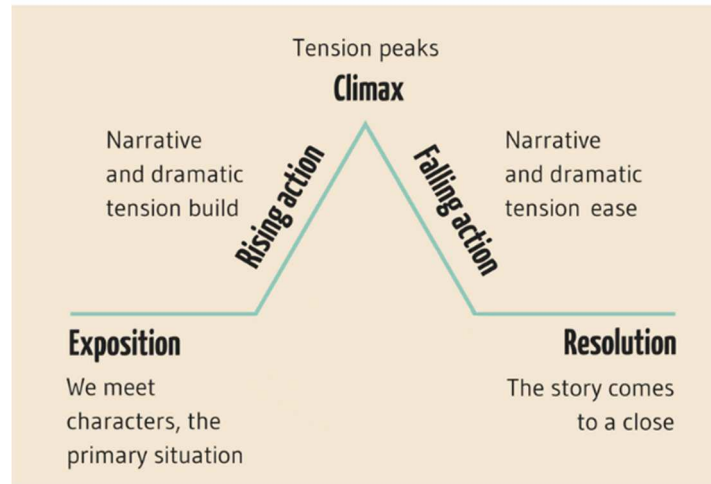 Tension peaks
Climax
Narrative
and dramatic
tension build
Rising action
Falling action
Narrative
and dramatic
tension ease
Exposition
We meet
characters, the
primary situation
Resolution
The story comes
to a close